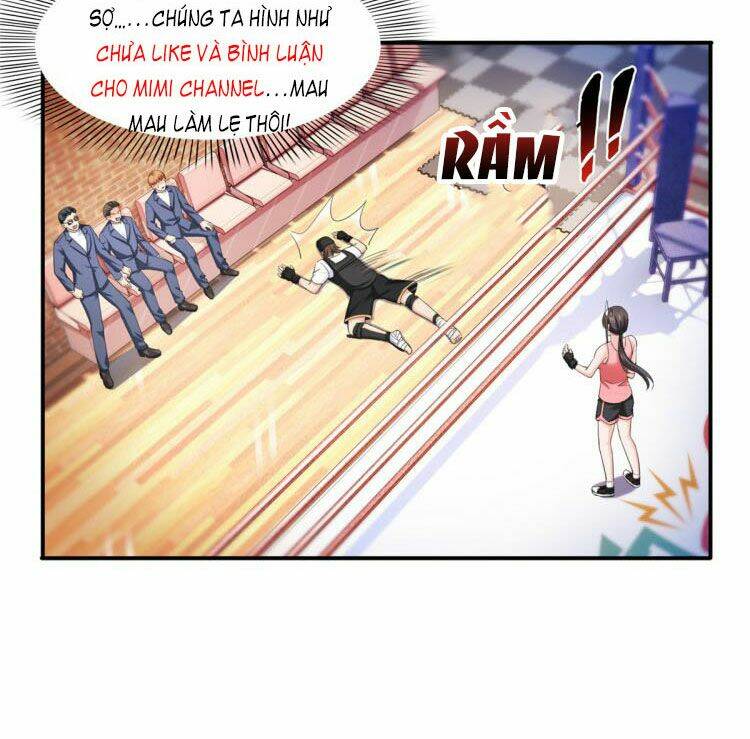 SỢ....CHÚNG TA HÌNH NHƯ
CHƯA LIKE VÀ BÌNH LUẬN
CHO MIMI CHANNEL...MAU
MAU LÀM LẸ THÔI!!
RẦM !!